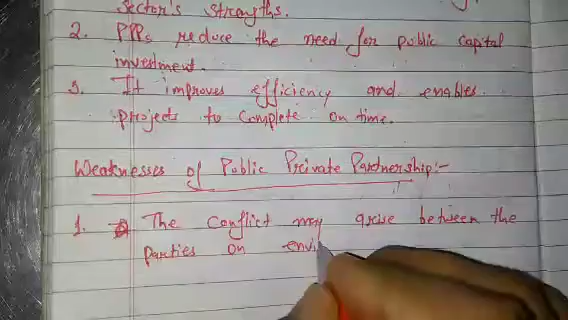 sector's strengths.
2. PPPs reduce the need for public capital
investment.
3. It improves efficiency and enables
projects to complete on time.
Weaknesses of Public Private Partnership:-
1. The conflict may arise between the
parties on envi